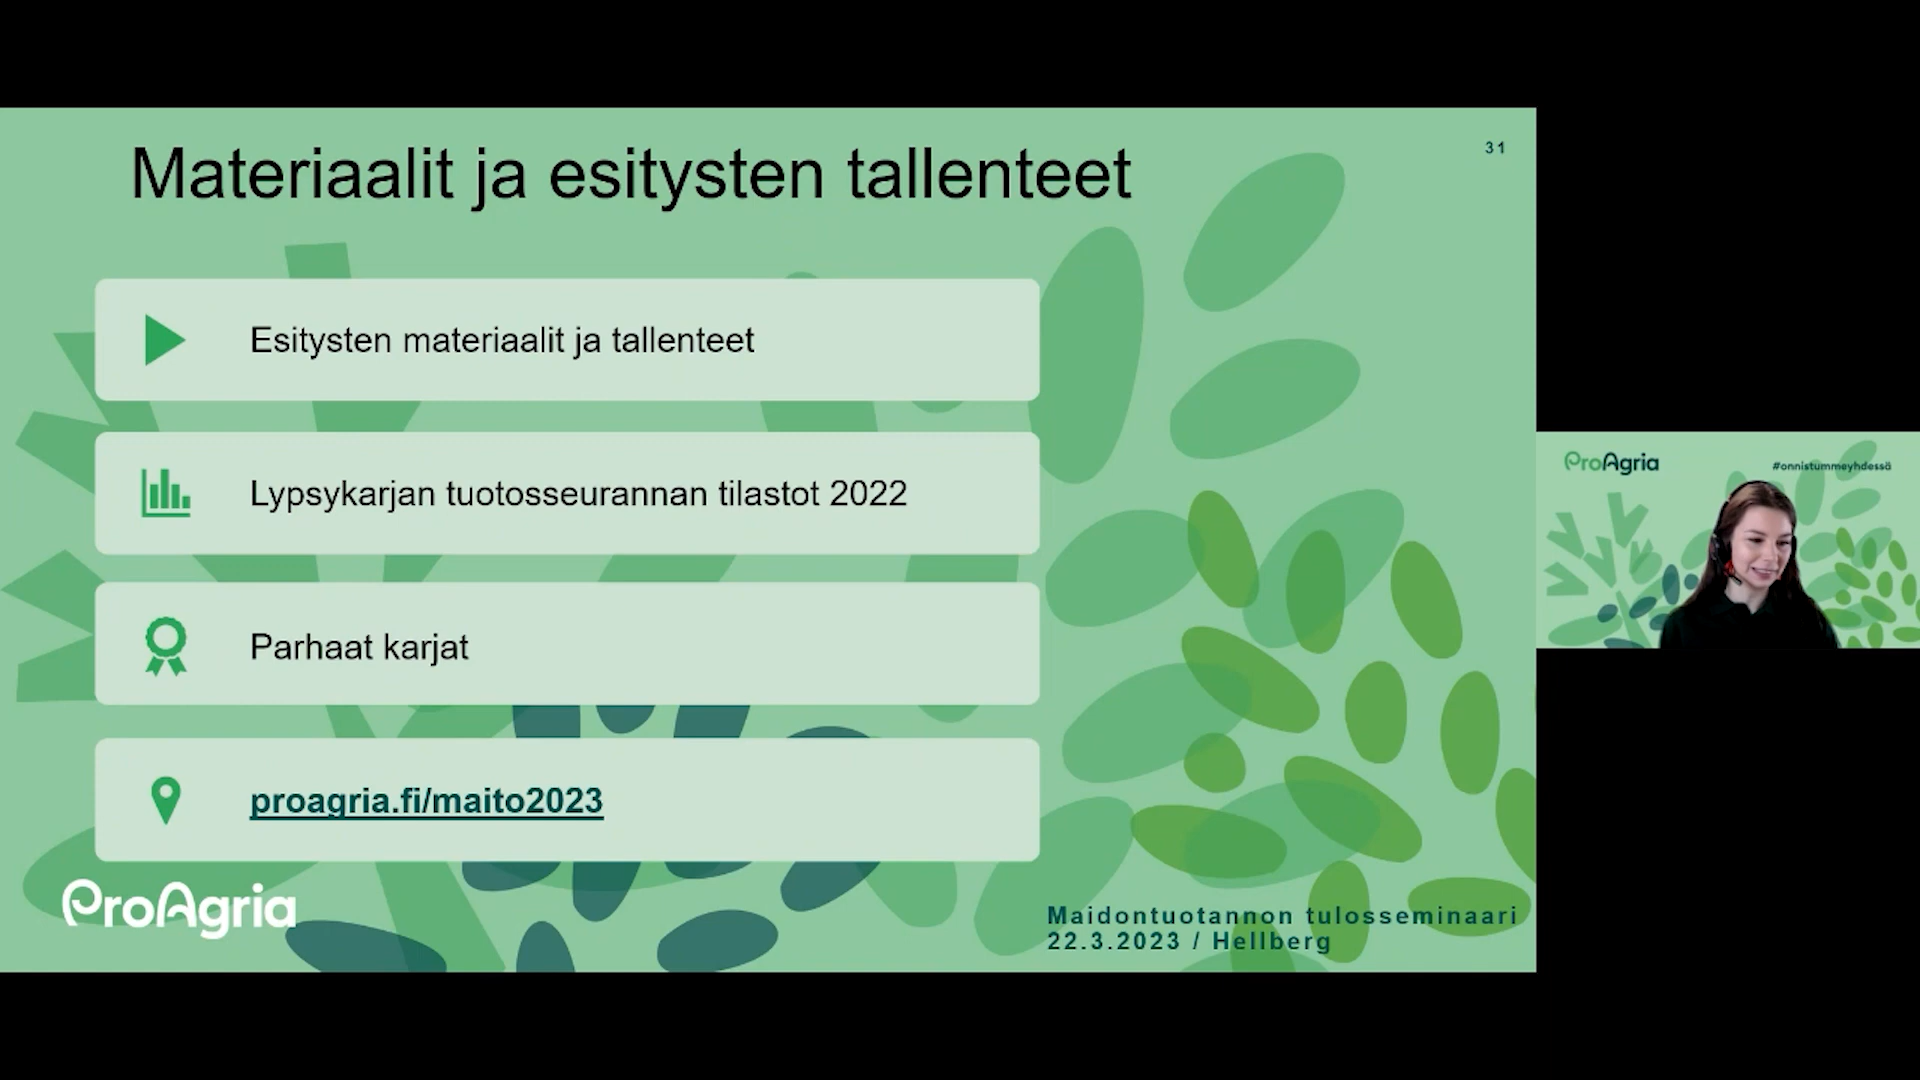 Materiaalit ja esitysten tallenteet
31
Esitysten materiaalit ja tallenteet
Lypsykarjan tuotosseurannan tilastot 2022
Parhaat karjat
proagria.fi/maito2023
ProAgria
Maidontuotannon tulosseminaari
22.3.2023 / Hellberg
ProAgria
#onnistummeyhdessä